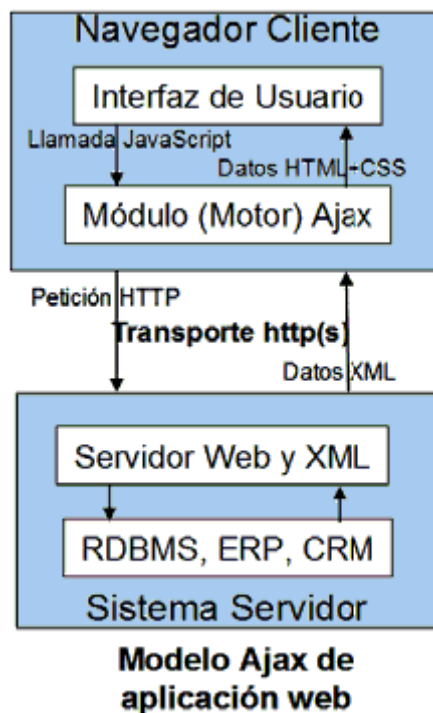 Navegador Cliente
Interfaz de Usuario
Llamada JavaScript
Datos HTML+CSS
Módulo (Motor) Ajax
Petición HTTP
Transporte http(s)
Datos XML
Servidor Web y XML
RDBMS, ERP, CRM
Sistema Servidor
Modelo Ajax de
aplicación web